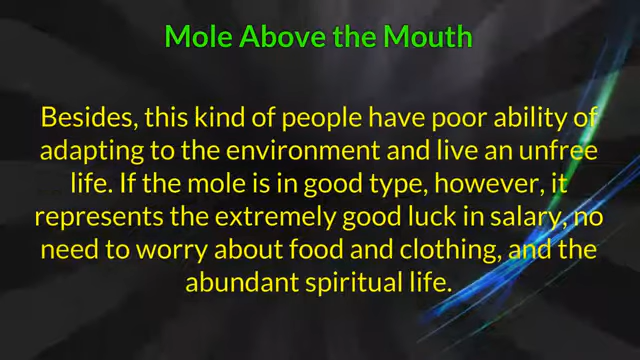 Mole Above the Mouth
Besides, this kind of people have poor ability of
adapting to the environment and live an unfree
life. If the mole is in good type, however, it
represents the extremely good luck in salary, no
need to worry about food and clothing, and the
abundant spiritual life.